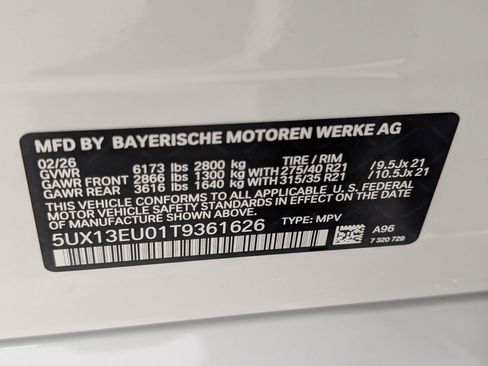 MFD BY BAYERISCHE MOTOREN WERKE AG
02/26
GVWR 6173 lbs 2800 kg TIRE / RIM
GAWR FRONT 2866 lbs 1300 kg WITH 275/40 R21 / 9.5Jx 21
GAWR REAR 3616 lbs 1640 kg WITH 315/35 R21 / 10.5Jx 21
THIS VEHICLE CONFORMS TO ALL APPLICABLE U.S. FEDERAL
MOTOR VEHICLE SAFETY STANDARDS IN EFFECT ON THE DATE
OF MANUFACTURE SHOWN ABOVE.
5UX13EU01T9361626 TYPE: MPV
A96
7 320 729